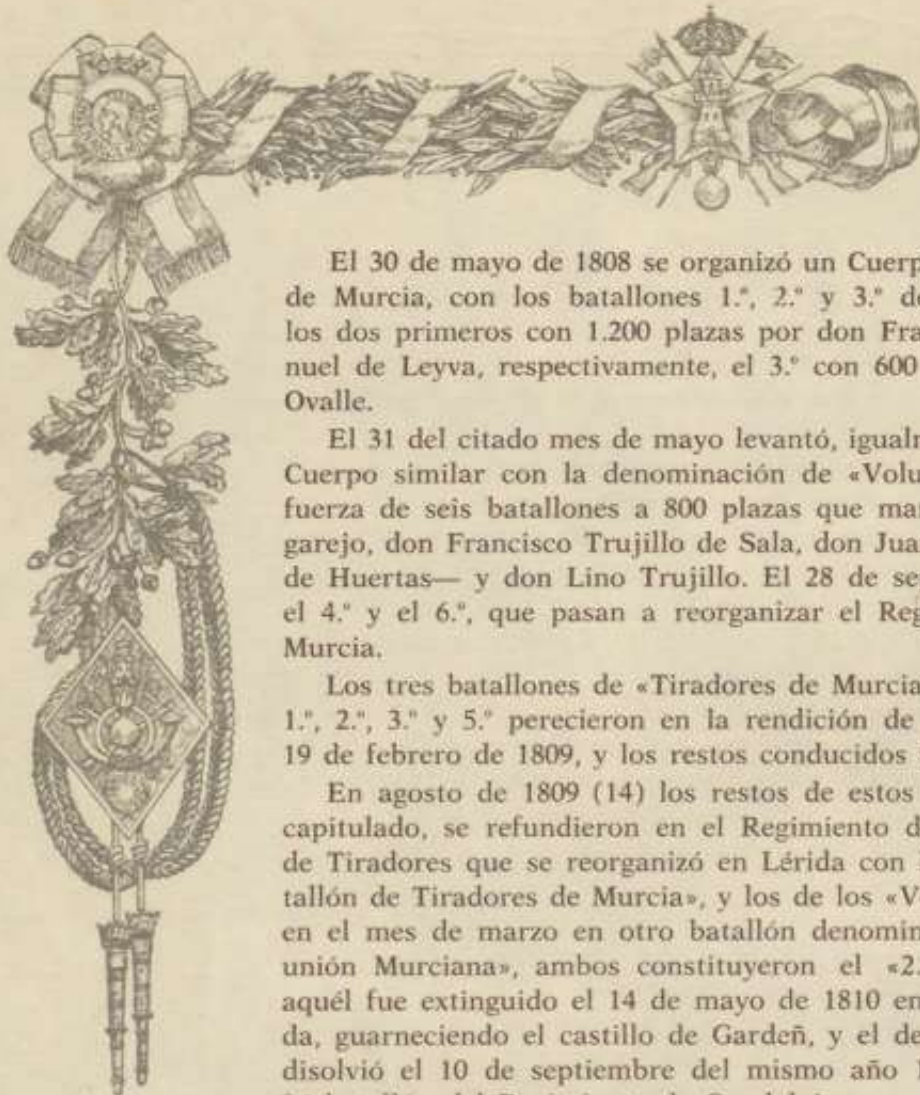 El 30 de mayo de 1808 se organizó un Cuerp
de Murcia, con los batallones 1.º, 2.º y 3.º de
los dos primeros con 1.200 plazas por don Fra
nuel de Leyva, respectivamente, el 3.º con 600
Ovalle.
El 31 del citado mes de mayo levantó, igualn
Cuerpo similar con la denominación de «Volu
fuerza de seis batallones a 800 plazas que ma
garejo, don Francisco Trujillo de Sala, don Jua
de Huertas— y don Lino Trujillo. El 28 de se
el 4.º y el 6.º, que pasan a reorganizar el Reg
Murcia.
Los tres batallones de «Tiradores de Murcia
1.º, 2.º, 3.º y 5.º perecieron en la rendición de
19 de febrero de 1809, y los restos conducidos
En agosto de 1809 (14) los restos de estos
capitulado, se refundieron en el Regimiento d
de Tiradores que se reorganizó en Lérida con
tallón de Tiradores de Murcia», y los de los «V
en el mes de marzo en otro batallón denomin
unión Murciana», ambos constituyeron el «2.
aquél fue extinguido el 14 de mayo de 1810 en
da, guarneciendo el castillo de Gardeñ, y el de
disolvió el 10 de septiembre del mismo año